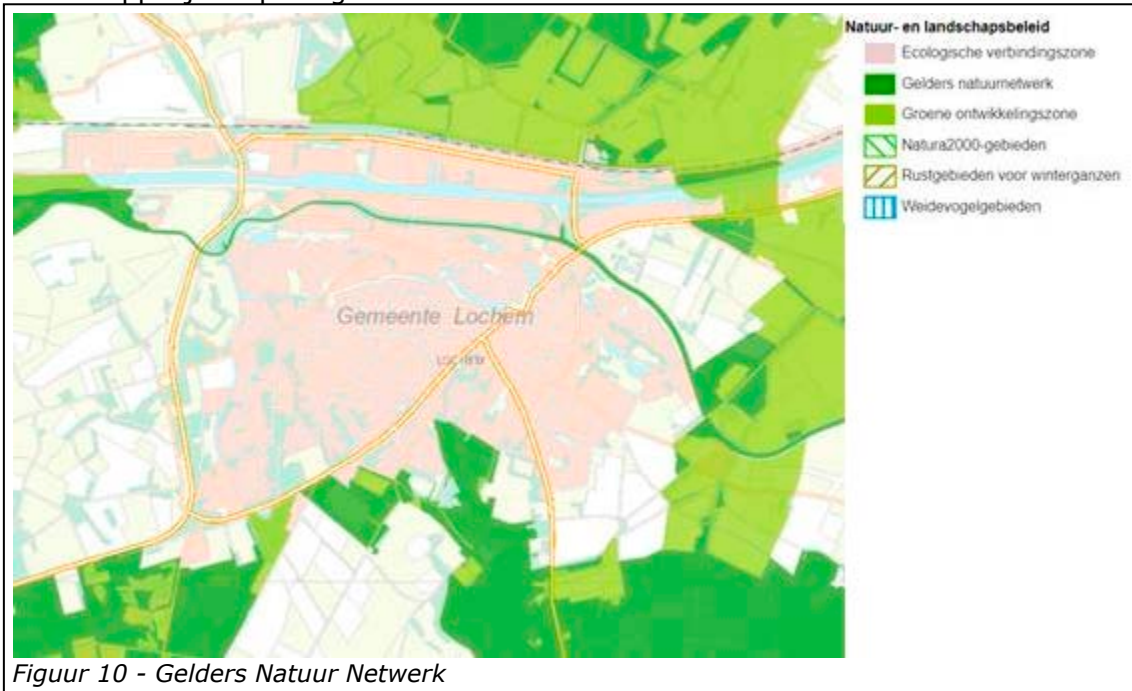 Natuur- en landschapsbeleid
Ecologische verbindingszone
Gelders natuurnetwerk
Groene ontwikkelingszone
Natura2000-gebieden
Rustgebieden voor winterganzen
Weidevogelgebieden
Gemeente Lochem
Figuur 10 - Gelders Natuur Netwerk